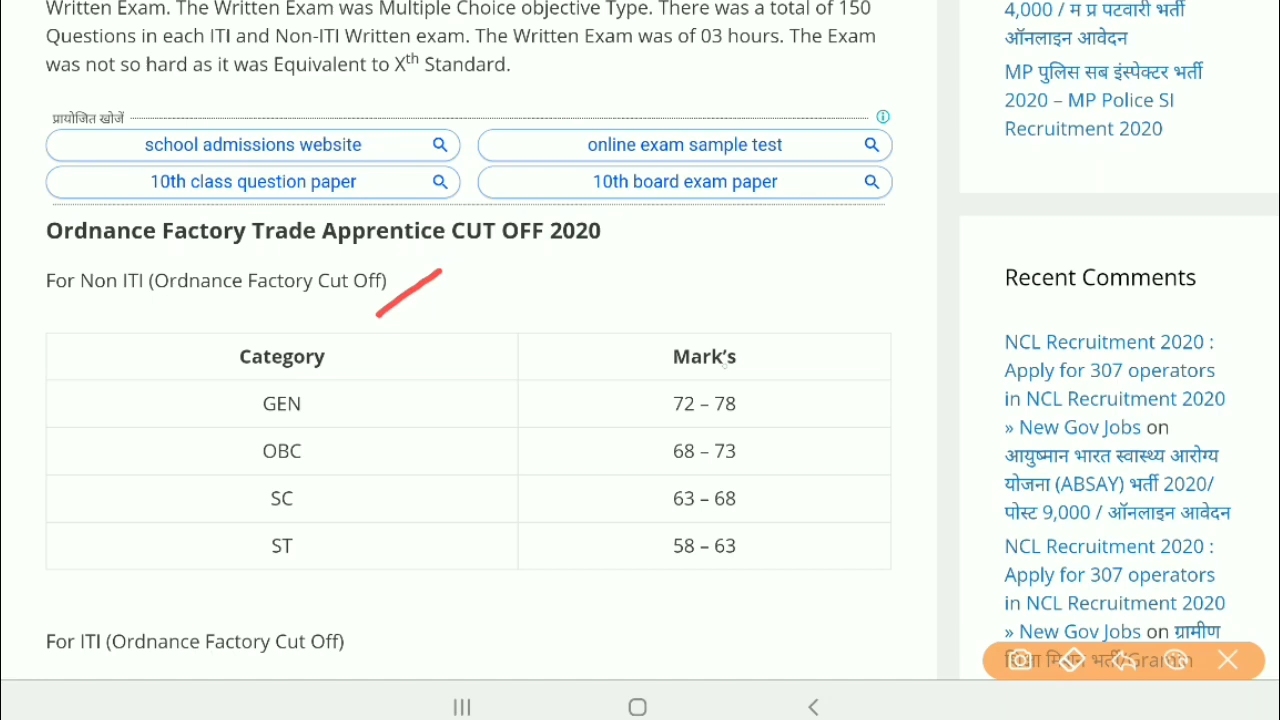 Written Exam. The Written Exam was Multiple Choice objective Type. There was a total of 150
Questions in each ITI and Non-ITI Written exam. The Written Exam was of 03 hours. The Exam
was not so hard as it was Equivalent to Xth Standard.
प्रायोजित खोजें
school admissions website
online exam sample test
10th class question paper
10th board exam paper
Ordnance Factory Trade Apprentice CUT OFF 2020
For Non ITI (Ordnance Factory Cut Off)
Category Mark's
GEN 72 – 78
OBC 68 – 73
SC 63 – 68
ST 58 – 63
For ITI (Ordnance Factory Cut Off)
4,000 / म प्र पटवारी भर्ती
ऑनलाइन आवेदन
MP पुलिस सब इंस्पेक्टर भर्ती
2020 – MP Police SI
Recruitment 2020
Recent Comments
NCL Recruitment 2020 :
Apply for 307 operators
in NCL Recruitment 2020
» New Gov Jobs on
आयुष्मान भारत स्वास्थ्य आरोग्य
योजना (ABSAY) भर्ती 2020/
पोस्ट 9,000 / ऑनलाइन आवेदन
NCL Recruitment 2020 :
Apply for 307 operators
in NCL Recruitment 2020
» New Gov Jobs on ग्रामीण